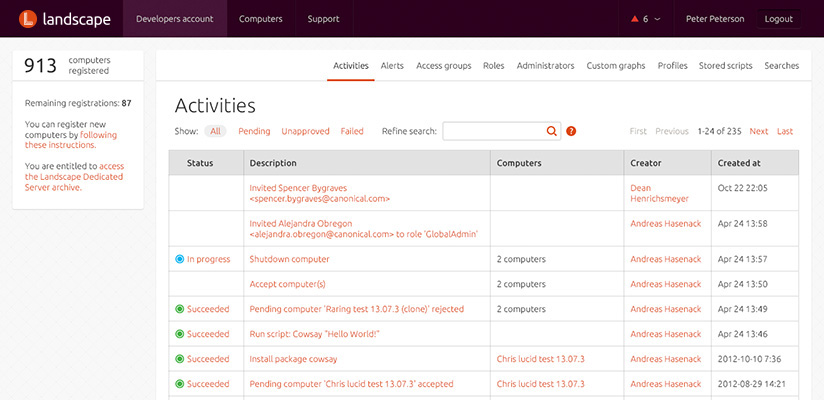 landscape Developers account Computers Support 6 Peter Peterson Logout
913 computers registered
Remaining registrations: 87
You can register new
computers by following
these instructions.
You are entitled to access
the Landscape Dedicated
Server archive.
Activities Alerts Access groups Roles Administrators Custom graphs Profiles Stored scripts Searches
Activities
Show: All Pending Unapproved Failed Refine search: ? First Previous 1-24 of 235 Next Last
Status Description Computers Creator Created at
Invited Spencer Bygraves
<spencer.bygraves@canonical.com>
Dean
Henrichsmeyer
Oct 22 22:05
Invited Alejandra Obregon
<alejandra.obregon@canonical.com> to role 'GlobalAdmin'
Andreas Hasenack Apr 24 13:58
In progress Shutdown computer 2 computers Andreas Hasenack Apr 24 13:57
Accept computer(s) Andreas Hasenack Apr 24 13:50
Succeeded Pending computer 'Raring test 13.07.3 (clone)' rejected 2 computers Andreas Hasenack Apr 24 13:49
Succeeded Run script: Cowsay "Hello World!" Andreas Hasenack Apr 24 13:46
Succeeded Install package cowsay Chris lucid test 13.07.3 Andreas Hasenack 2012-10-10 7:36
Succeeded Pending computer 'Chris lucid test 13.07.3' accepted Chris lucid test 13.07.3 Andreas Hasenack 2012-08-29 14:21